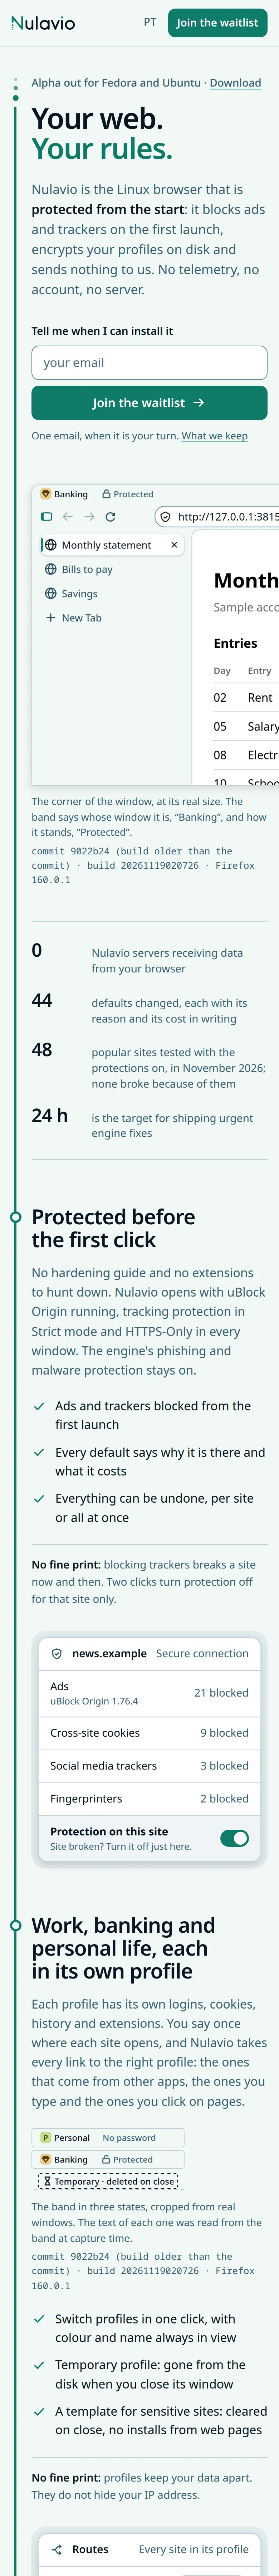 Nulavio
PT
Join the waitlist
Alpha out for Fedora and Ubuntu · Download
Your web.
Your rules.
Nulavio is the Linux browser that is
protected from the start: it blocks ads
and trackers on the first launch,
encrypts your profiles on disk and
sends nothing to us. No telemetry, no
account, no server.
Tell me when I can install it
your email
Join the waitlist →
One email, when it is your turn. What we keep
Banking Protected
http://127.0.0.1:3815
Monthly statement ×
Bills to pay
Savings
+ New Tab
Month
Sample acco
Entries
Day Entry
02 Rent
05 Salary
08 Electri
10 Schoo
The corner of the window, at its real size. The
band says whose window it is, “Banking”, and how
it stands, “Protected”.
commit 9022b24 (build older than the
commit) · build 20261119020726 · Firefox
160.0.1
0 Nulavio servers receiving data
from your browser
44 defaults changed, each with its
reason and its cost in writing
48 popular sites tested with the
protections on, in November 2026;
none broke because of them
24 h is the target for shipping urgent
engine fixes
Protected before
the first click
No hardening guide and no extensions
to hunt down. Nulavio opens with uBlock
Origin running, tracking protection in
Strict mode and HTTPS-Only in every
window. The engine's phishing and
malware protection stays on.
Ads and trackers blocked from the
first launch
Every default says why it is there and
what it costs
Everything can be undone, per site
or all at once
No fine print: blocking trackers breaks a site
now and then. Two clicks turn protection off
for that site only.
news.example Secure connection
Ads
uBlock Origin 1.76.4
21 blocked
Cross-site cookies 9 blocked
Social media trackers 3 blocked
Fingerprinters 2 blocked
Protection on this site
Site broken? Turn it off just here.
Work, banking and
personal life, each
in its own profile
Each profile has its own logins, cookies,
history and extensions. You say once
where each site opens, and Nulavio takes
every link to the right profile: the ones
that come from other apps, the ones you
type and the ones you click on pages.
P Personal No password
Banking Protected
Temporary · deleted on close
The band in three states, cropped from real
windows. The text of each one was read from the
band at capture time.
commit 9022b24 (build older than the
commit) · build 20261119020726 · Firefox
160.0.1
Switch profiles in one click, with
colour and name always in view
Temporary profile: gone from the
disk when you close its window
A template for sensitive sites: cleared
on close, no installs from web pages
No fine print: profiles keep your data apart.
They do not hide your IP address.
Routes Every site in its profile